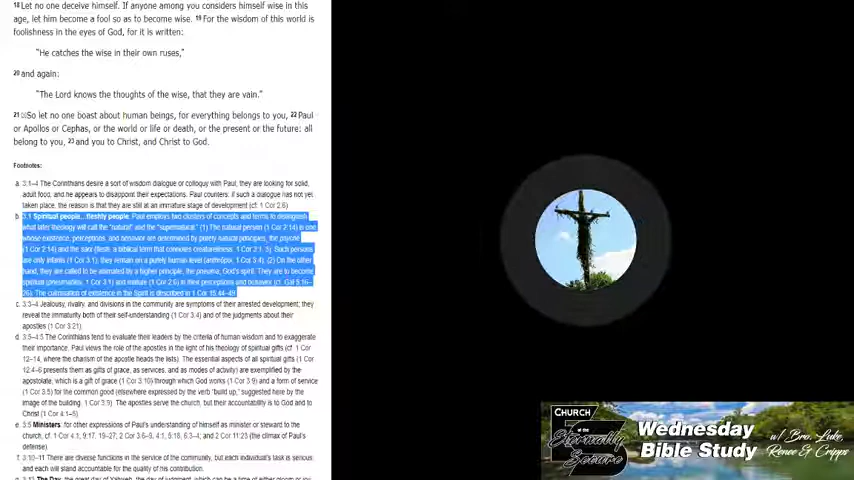 18 Let no one deceive himself. If anyone among you considers himself wise in this
age, let him become a fool so as to become wise. 19 For the wisdom of this world is
foolishness in the eyes of God, for it is written:
“He catches the wise in their own ruses,”
20 and again:
“The Lord knows the thoughts of the wise, that they are vain.”
21 So let no one boast about human beings, for everything belongs to you, 22 Paul
or Apollos or Cephas, or the world or life or death, or the present or the future: all
belong to you, 23 and you to Christ, and Christ to God.
Footnotes:
a. 3:1–4 The Corinthians desire a sort of wisdom dialogue or colloquy with Paul; they are looking for solid,
adult food, and he appears to disappoint their expectations. Paul counters: if such a dialogue has not yet
taken place, the reason is that they are still at an immature stage of development (cf. 1 Cor 2:6).
b. 3:1 Spiritual people...fleshly people: Paul employs two clusters of concepts and terms to distinguish
what later theology will call the "natural" and the "supernatural." (1) The natural person (1 Cor 2:14) is one
whose existence, perceptions, and behavior are determined by purely natural principles, the psyche
(1 Cor 2:14) and the sarx (flesh, a biblical term that connotes creatureliness; 1 Cor 3:1, 3). Such persons
are only infants (1 Cor 3:1); they remain on a purely human level (anthrōpoi; 1 Cor 3:4). (2) On the other
hand, they are called to be animated by a higher principle, the pneuma, God's spirit. They are to become
spiritual (pneumatikoi, 1 Cor 3:1) and mature (1 Cor 2:6) in their perceptions and behavior (cf. Gal 5:16–
26). The culmination of existence in the Spirit is described in 1 Cor 15:44–49.
c. 3:3–4 Jealousy, rivalry, and divisions in the community are symptoms of their arrested development; they
reveal the immaturity both of their self-understanding (1 Cor 3:4) and of the judgments about their
apostles (1 Cor 3:21).
d. 3:5–4:5 The Corinthians tend to evaluate their leaders by the criteria of human wisdom and to exaggerate
their importance. Paul views the role of the apostles in the light of his theology of spiritual gifts (cf. 1 Cor
12–14, where the charism of the apostle heads the lists). The essential aspects of all spiritual gifts (1 Cor
12:4–6 presents them as gifts of grace, as services, and as modes of activity) are exemplified by the
apostolate, which is a gift of grace (1 Cor 3:10) through which God works (1 Cor 3:9) and a form of service
(1 Cor 3:5) for the common good (elsewhere expressed by the verb "build up," suggested here by the
image of the building, 1 Cor 3:9). The apostles serve the church, but their accountability is to God and to
Christ (1 Cor 4:1–5).
e. 3:5 Ministers: for other expressions of Paul's understanding of himself as minister or steward to the
church, cf. 1 Cor 4:1; 9:17, 19–27; 2 Cor 3:6–9; 4:1; 5:18; 6:3–4; and 2 Cor 11:23 (the climax of Paul's
defense).
f. 3:10–11 There are diverse functions in the service of the community, but each individual's task is serious,
and each will stand accountable for the quality of his contribution.
g. 3:13 The Day: the great day of Yahweh, the day of judgment, which can be a time of either gloom or joy.
CHURCH
of the
Eternally
Secure
Wednesday
Bible Study
w/ Bro. Luke,
Renee & Cripps